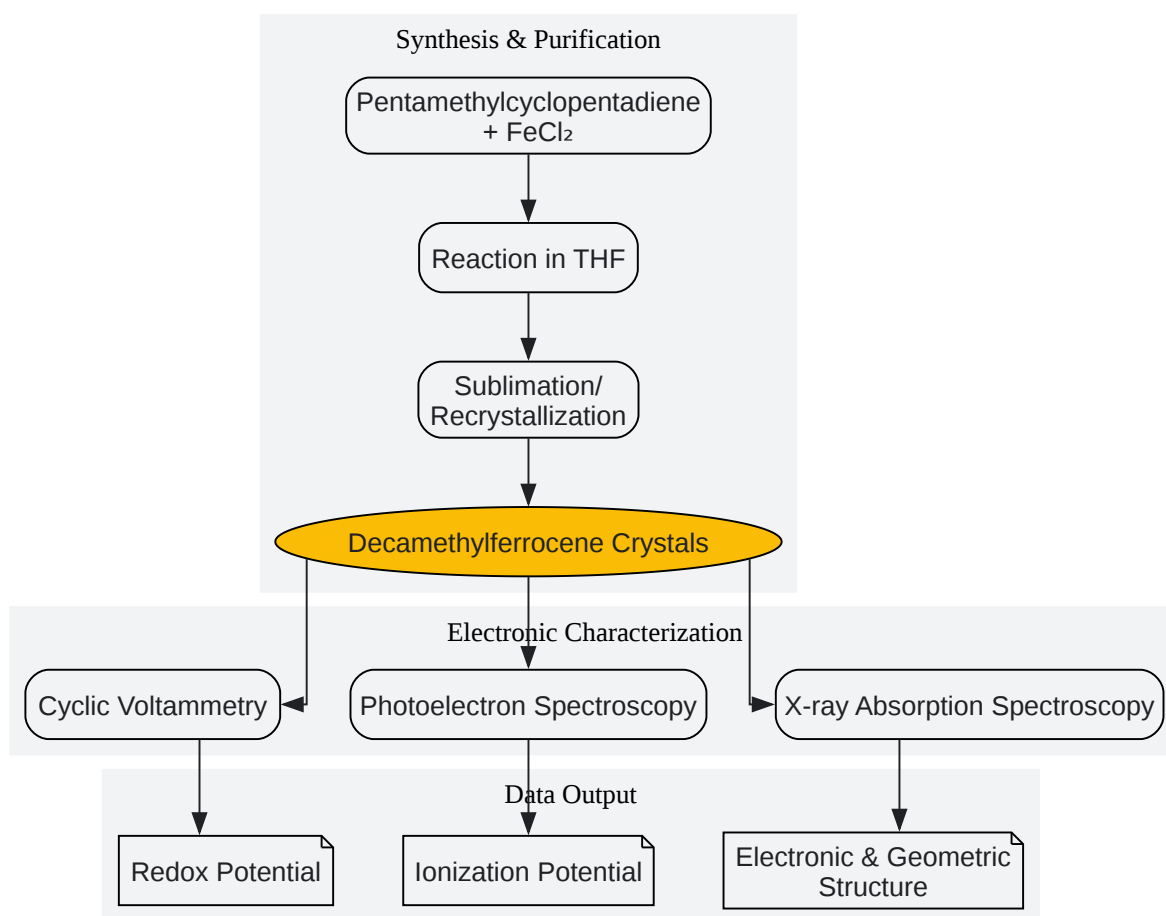 Synthesis & Purification
Pentamethylcyclopentadiene
+ FeCl₂
Reaction in THF
Sublimation/
Recrystallization
Decamethylferrocene Crystals
Electronic Characterization
Cyclic Voltammetry
Photoelectron Spectroscopy
X-ray Absorption Spectroscopy
Data Output
Redox Potential
Ionization Potential
Electronic & Geometric
Structure